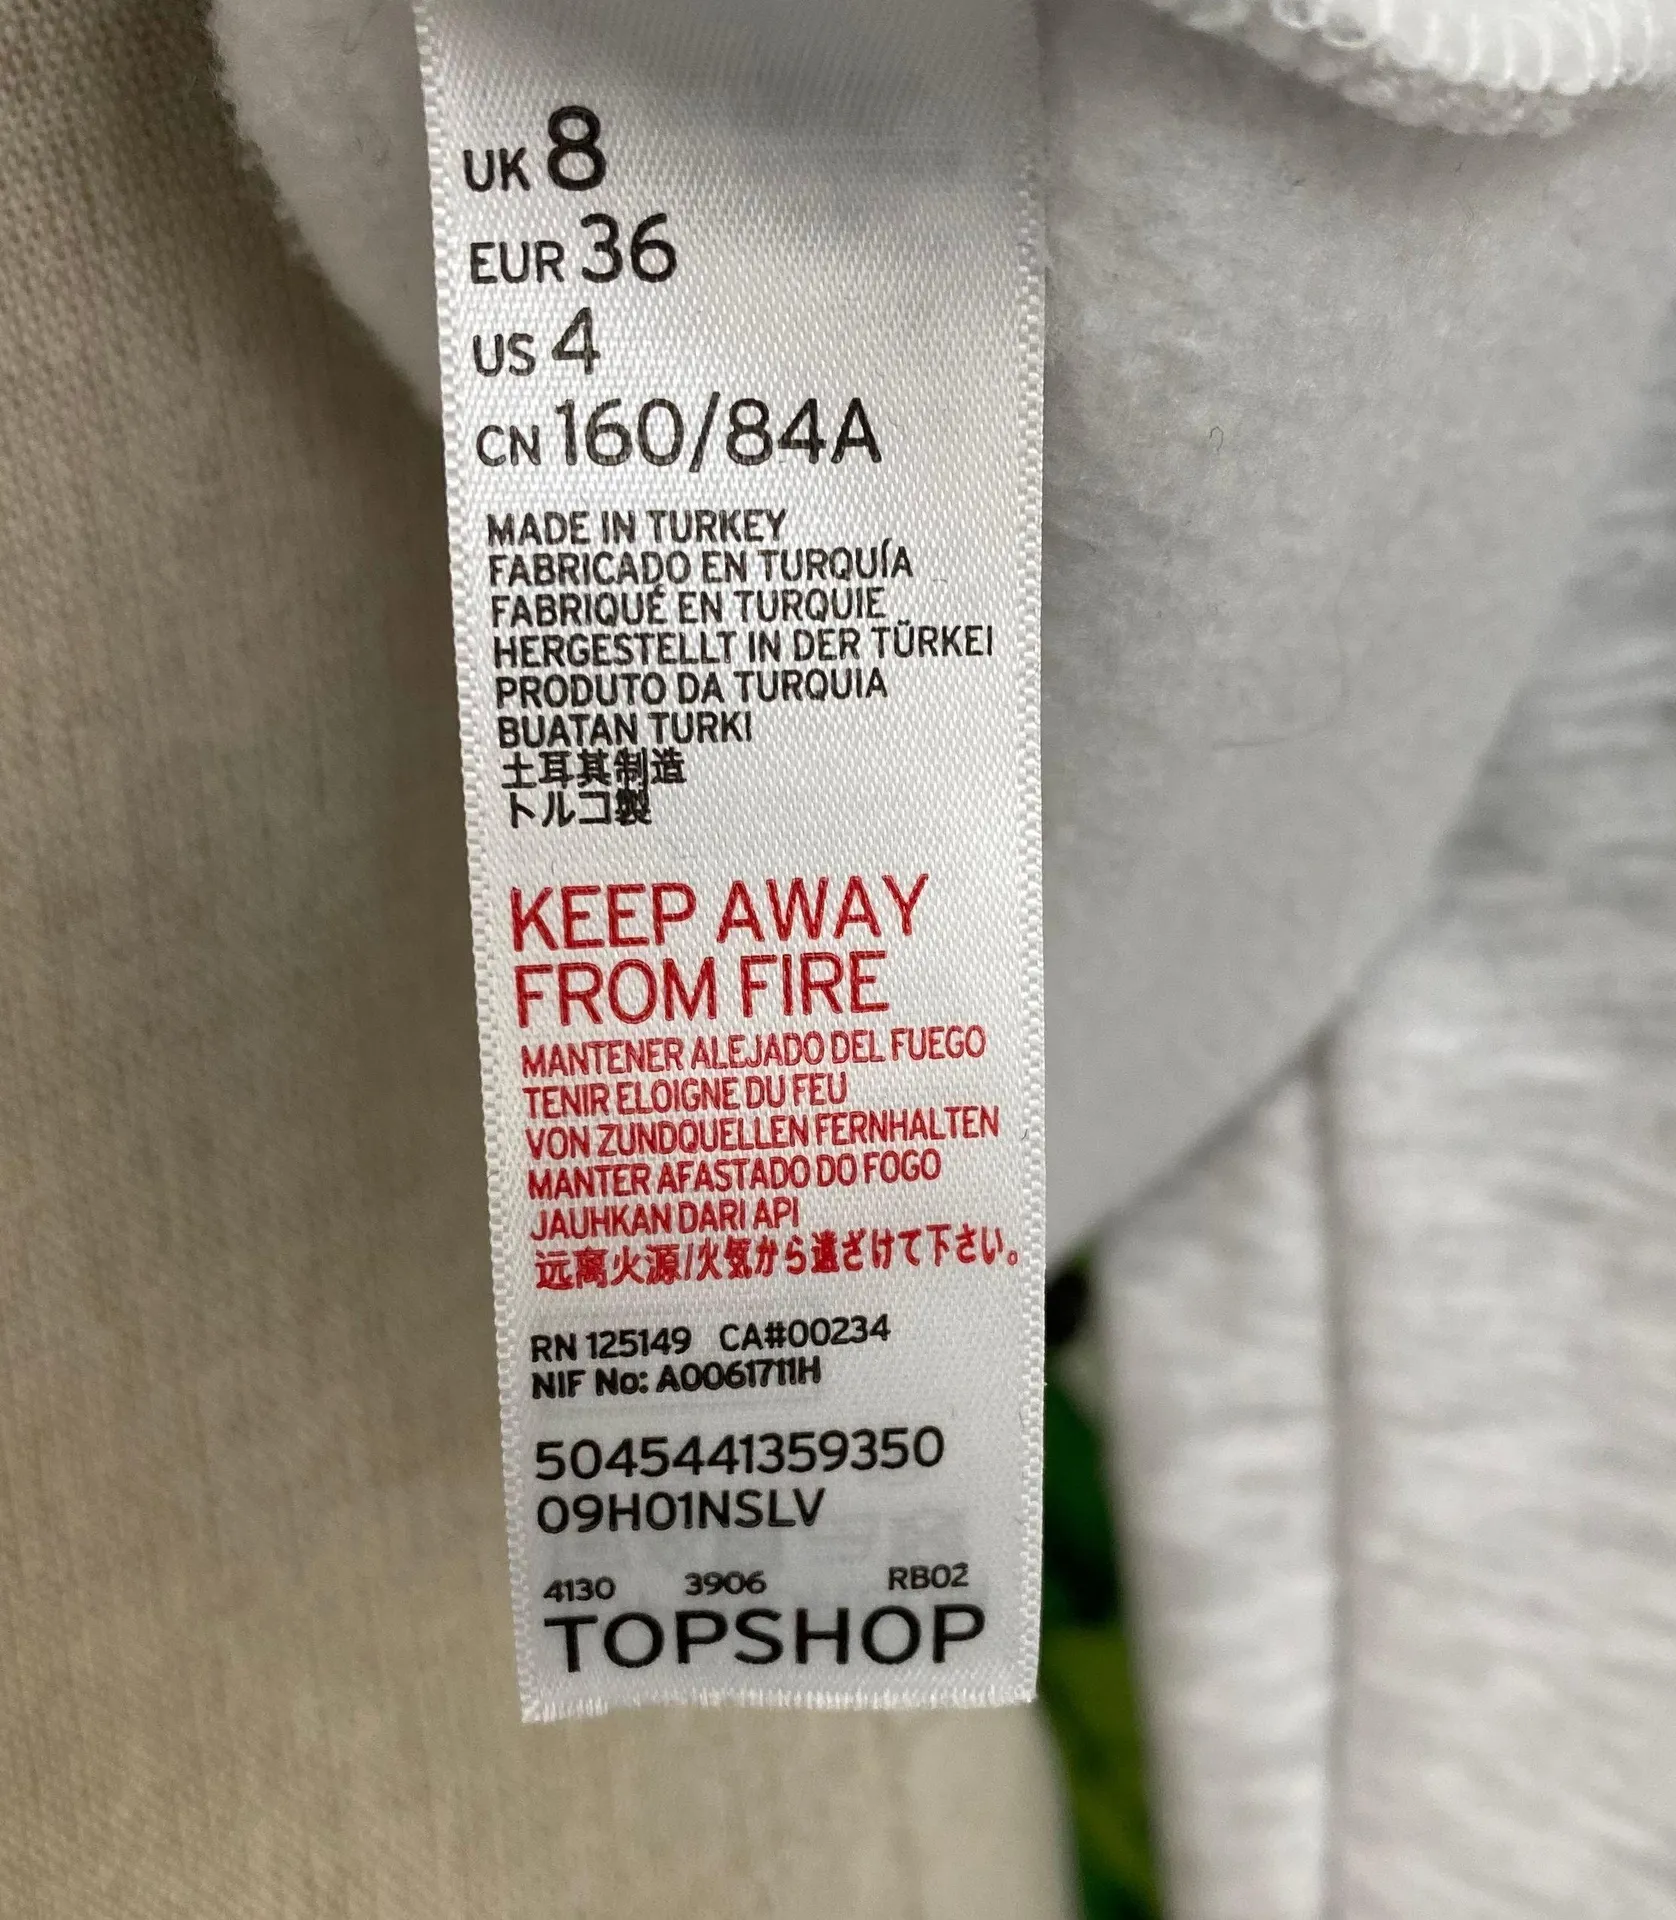 UK 8
EUR 36
US 4
CN 160/84A
MADE IN TURKEY
FABRICADO EN TURQUÍA
FABRIQUÉ EN TURQUIE
HERGESTELLT IN DER TÜRKEI
PRODUTO DA TURQUIA
BUATAN TURKI
土耳其制造
トルコ製
KEEP AWAY
FROM FIRE
MANTENER ALEJADO DEL FUEGO
TENIR ELOIGNE DU FEU
VON ZUNDQUELLEN FERNHALTEN
MANTER AFASTADO DO FOGO
JAUHKAN DARI API
远离火源/火気から遠ざけて下さい。
RN 125149 CA#00234
NIF No: A0061711H
5045441359350
09H01NSLV
4130 3906 RB02
TOPSHOP